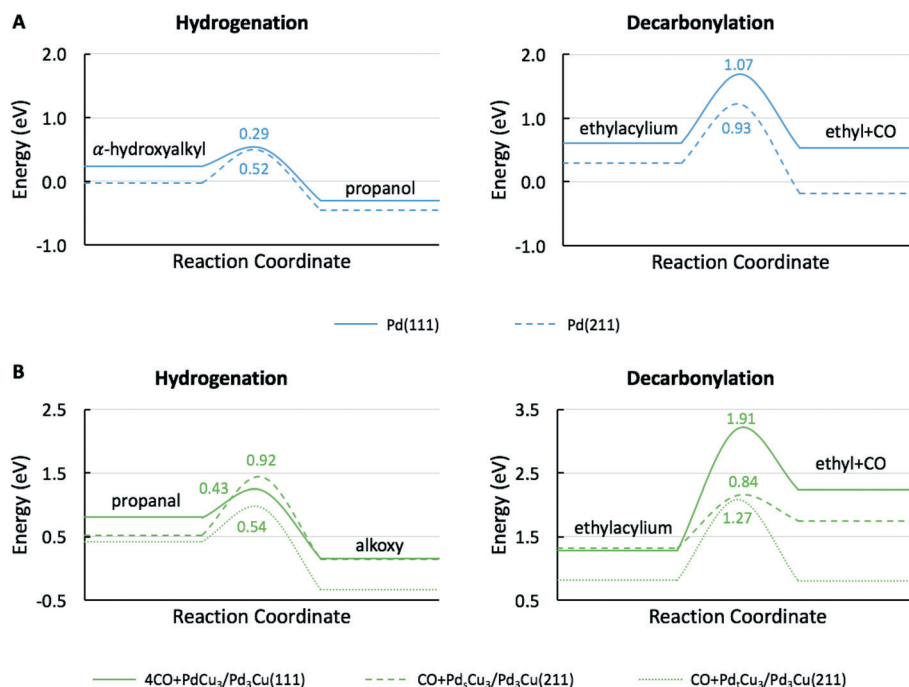 A
Hydrogenation
Decarbonylation
Energy (eV)
2.0
1.0
0.0
-1.0
α-hydroxyalkyl
0.29
0.52
propanol
Reaction Coordinate
Energy (eV)
2.0
1.0
0.0
-1.0
ethylacylium
1.07
0.93
ethyl+CO
Reaction Coordinate
Pd(111)
Pd(211)
B
Hydrogenation
Decarbonylation
Energy (eV)
2.5
1.5
0.5
-0.5
propanal
0.43
0.92
0.54
alkoxy
Reaction Coordinate
Energy (eV)
3.5
2.5
1.5
0.5
ethylacylium
1.91
0.84
1.27
ethyl+CO
Reaction Coordinate
4CO+PdCu₃/Pd₃Cu(111)
CO+PdₛCu₃/Pd₃Cu(211)
CO+PdₜCu₃/Pd₃Cu(211)